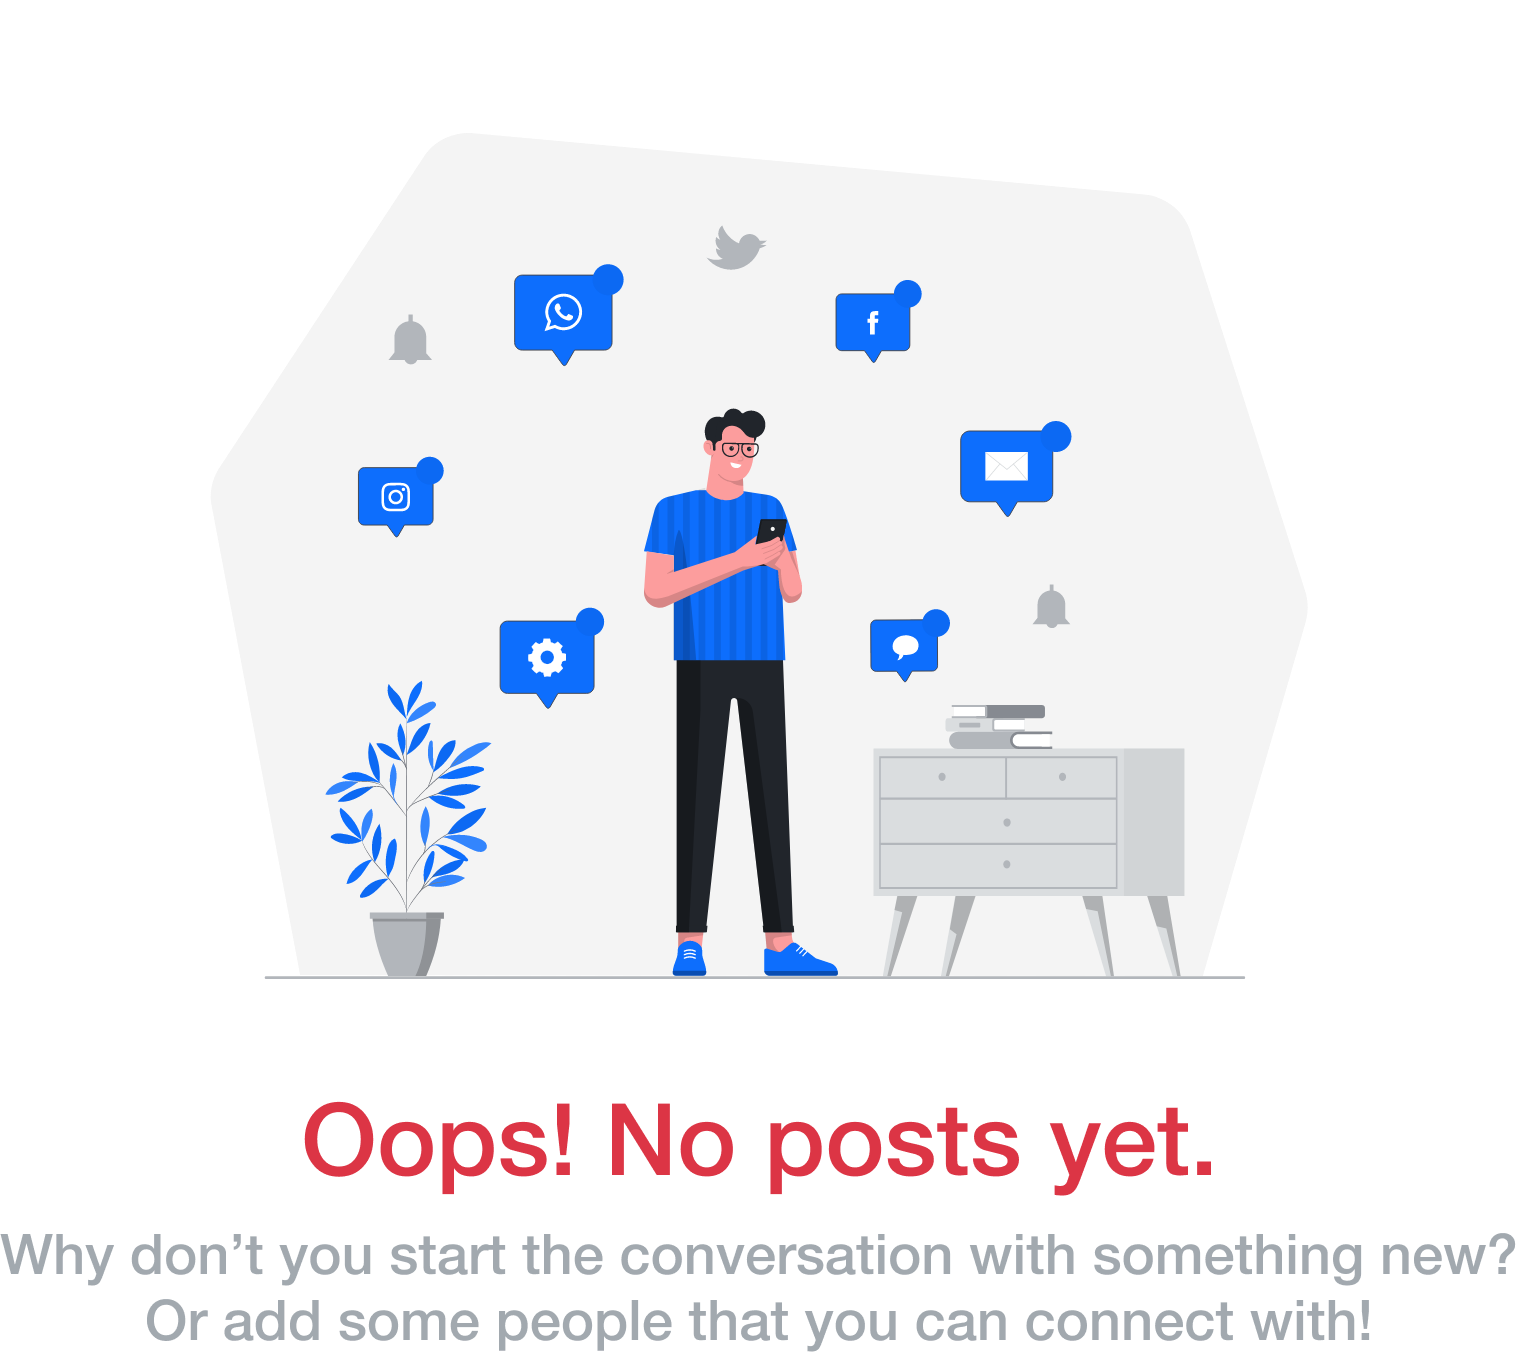 Oops! No posts yet.
Why don’t you start the conversation with something new?
Or add some people that you can connect with!